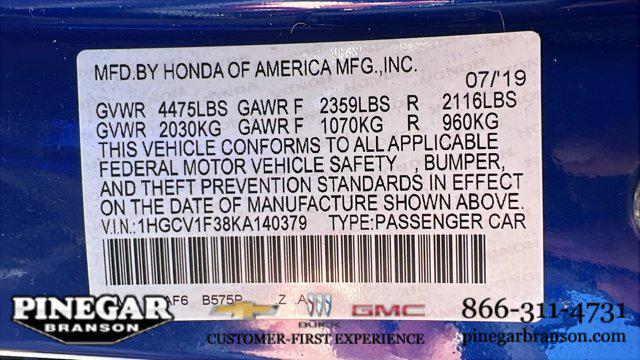 MFD.BY HONDA OF AMERICA MFG.,INC.
07/'19
GVWR 4475LBS GAWR F 2359LBS R 2116LBS
GVWR 2030KG GAWR F 1070KG R 960KG
THIS VEHICLE CONFORMS TO ALL APPLICABLE
FEDERAL MOTOR VEHICLE SAFETY , BUMPER,
AND THEFT PREVENTION STANDARDS IN EFFECT
ON THE DATE OF MANUFACTURE SHOWN ABOVE.
V.I.N.:1HGCV1F38KA140379 TYPE:PASSENGER CAR
AF6 B575P Z A
PINEGAR
BRANSON
BUICK
GMC
CUSTOMER-FIRST EXPERIENCE
866-311-4731
pinegarbranson.com